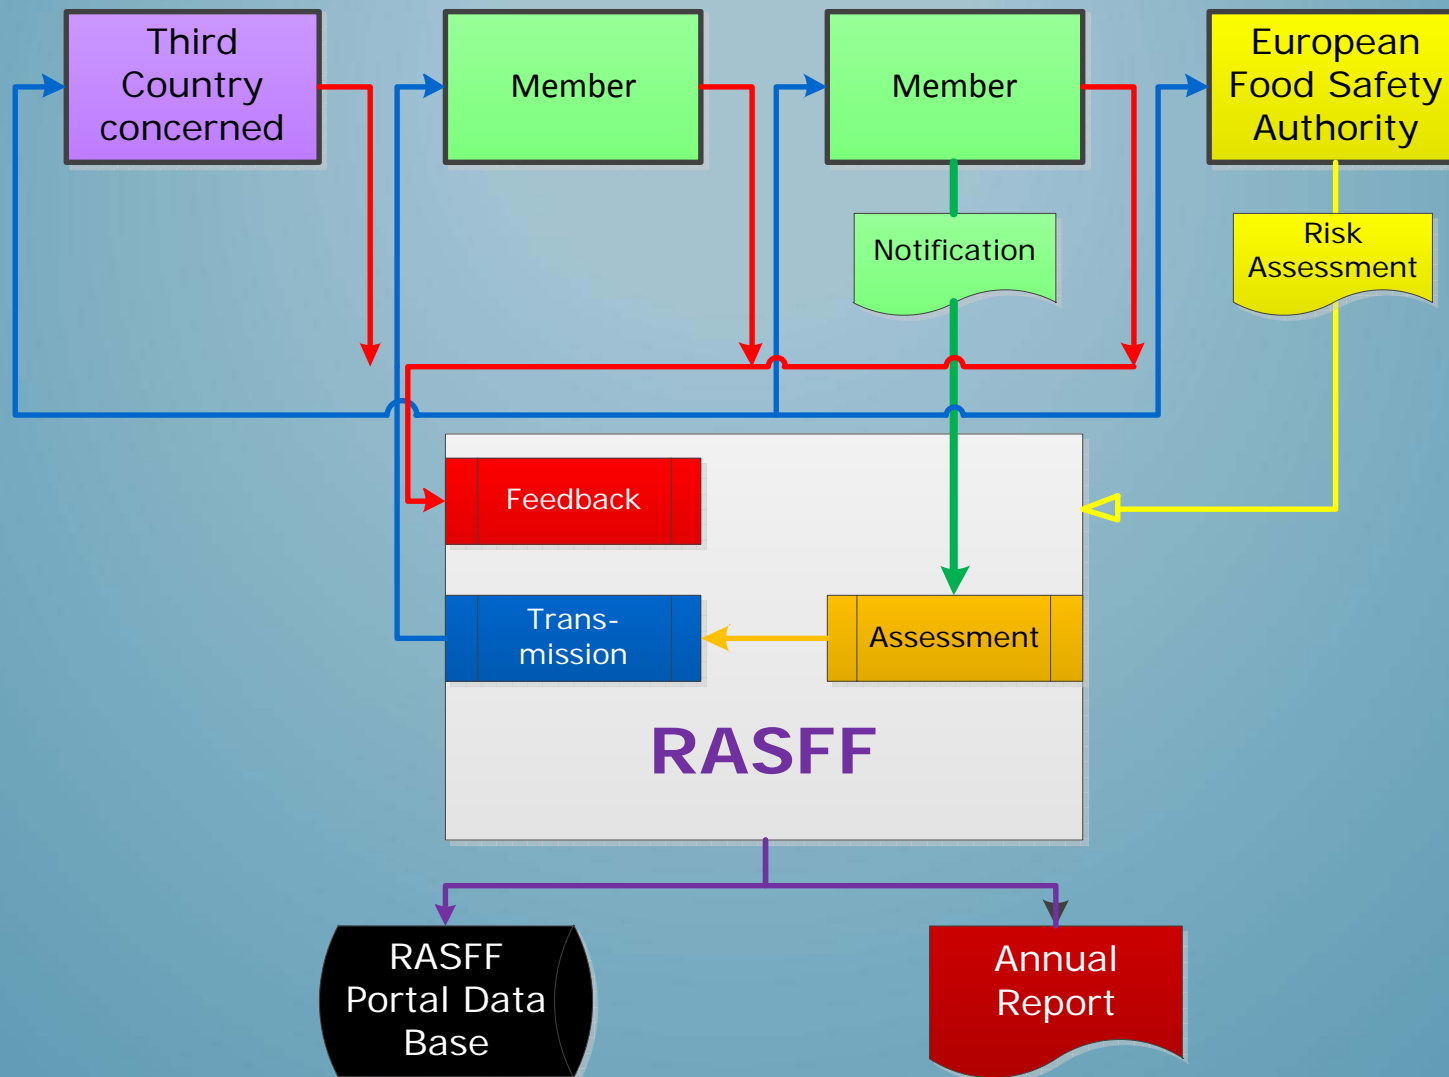 Third
Country
concerned
Member
Member
European
Food Safety
Authority
Notification
Risk
Assessment
Feedback
Trans-
mission
Assessment
RASFF
RASFF
Portal Data
Base
Annual
Report